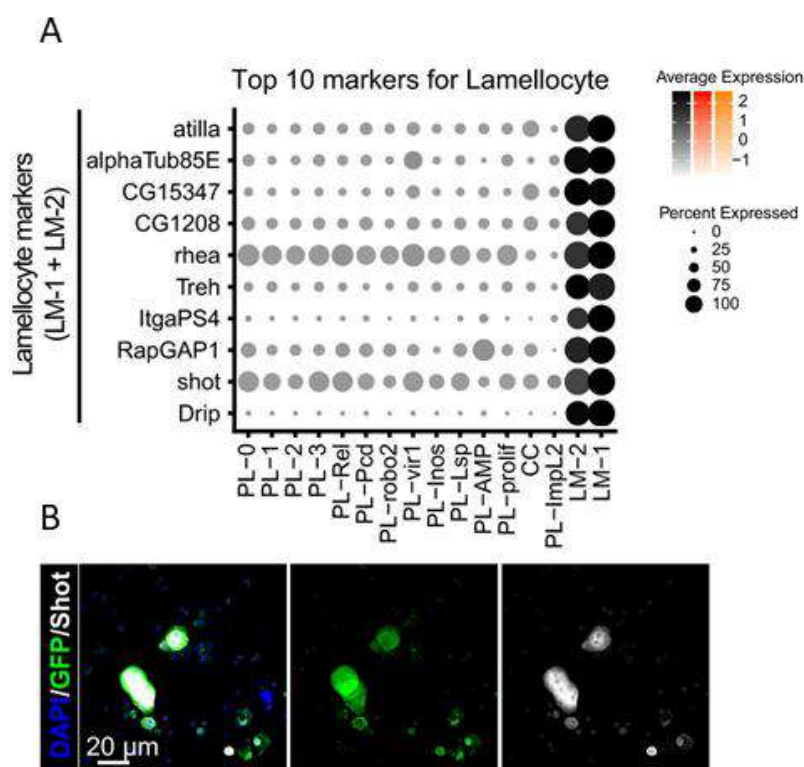 A
Top 10 markers for Lamellocyte
Lamellocyte markers
(LM-1 + LM-2)
atilla
alphaTub85E
CG15347
CG1208
rhea
Treh
ItgaPS4
RapGAP1
shot
Drip
PL-0
PL-1
PL-2
PL-3
PL-Rel
PL-Pcd
PL-robo2
PL-vir1
PL-Inos
PL-Lsp
PL-AMP
PL-prolif
CC
PL-ImpL2
LM-2
LM-1
Average Expression
2
1
0
-1
Percent Expressed
0
25
50
75
100
B
DAPI/GFP/Shot
20 µm